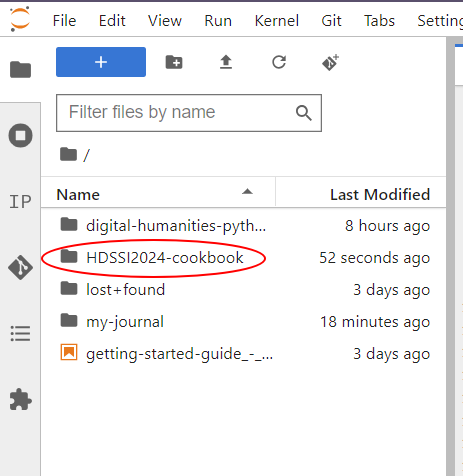 File Edit View Run Kernel Git Tabs Setting
+
Filter files by name
/
IP
Name Last Modified
digital-humanities-pyth... 8 hours ago
HDSSI2024-cookbook 52 seconds ago
lost+found 3 days ago
my-journal 18 minutes ago
getting-started-guide_-_... 3 days ago